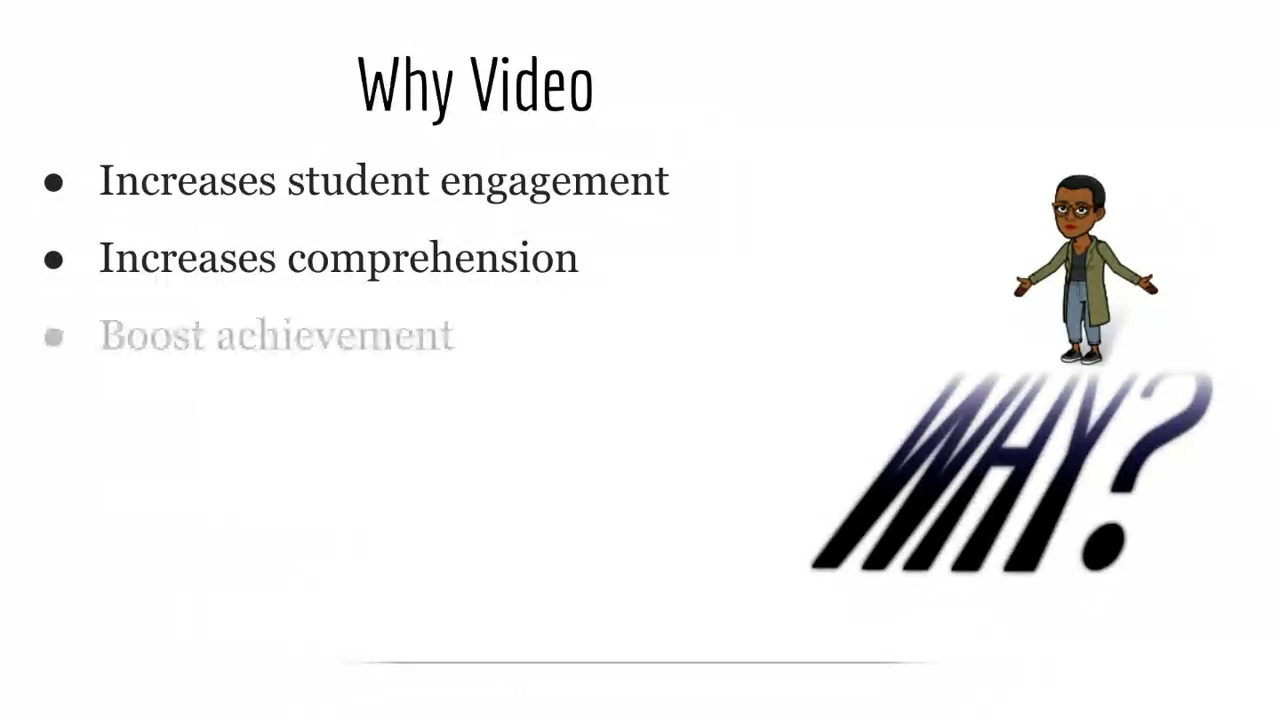 Why Video
● Increases student engagement
● Increases comprehension
● Boost achievement
WHY?